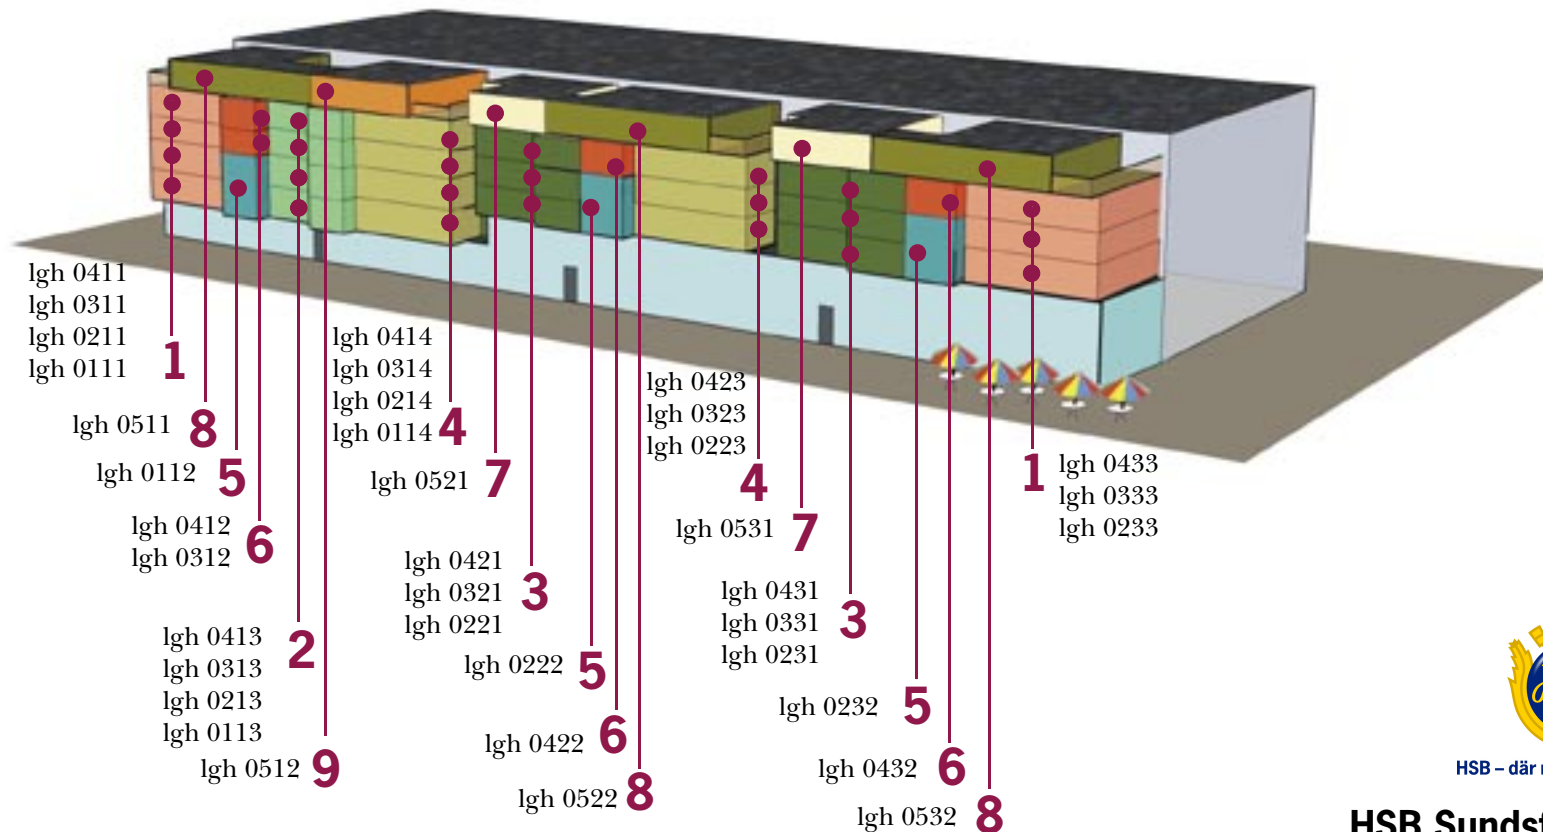 lgh 0411
lgh 0311
lgh 0211
lgh 0111
1
lgh 0511 8
lgh 0112 5
lgh 0412
lgh 0312
6
lgh 0413
lgh 0313
lgh 0213
lgh 0113
2
lgh 0512 9
lgh 0414
lgh 0314
lgh 0214
lgh 0114
4
lgh 0521 7
lgh 0421
lgh 0321
lgh 0221
3
lgh 0222 5
lgh 0422 6
lgh 0522 8
lgh 0423
lgh 0323
lgh 0223
4
lgh 0531 7
lgh 0431
lgh 0331
lgh 0231
3
lgh 0232 5
lgh 0432 6
lgh 0532 8
1
lgh 0433
lgh 0333
lgh 0233
HSB – där
HSB